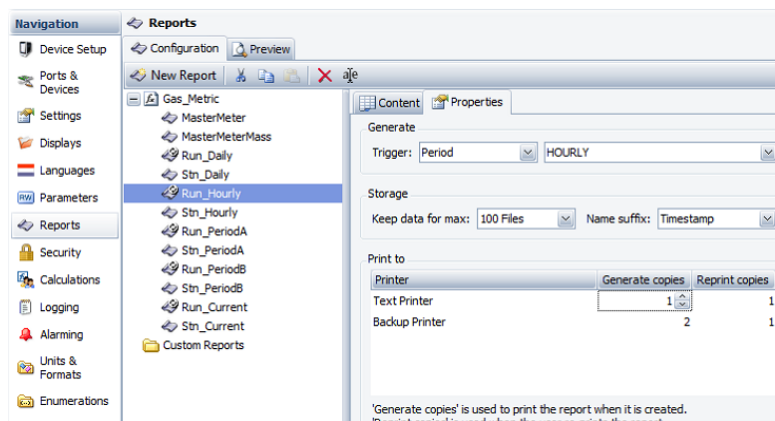 Navigation
Device Setup
Ports &
Devices
Settings
Displays
Languages
RW Parameters
Reports
Security
Calculations
Logging
Alarming
Units &
Formats
Enumerations
Reports
Configuration Preview
New Report
Gas_Metric
MasterMeter
MasterMeterMass
Run_Daily
Stn_Daily
Run_Hourly
Stn_Hourly
Run_PeriodA
Stn_PeriodA
Run_PeriodB
Stn_PeriodB
Run_Current
Stn_Current
Custom Reports
Content Properties
Generate
Trigger: Period HOURLY
Storage
Keep data for max: 100 Files Name suffix: Timestamp
Print to
Printer Generate copies Reprint copies
Text Printer 1 1
Backup Printer 2 1
'Generate copies' is used to print the report when it is created.